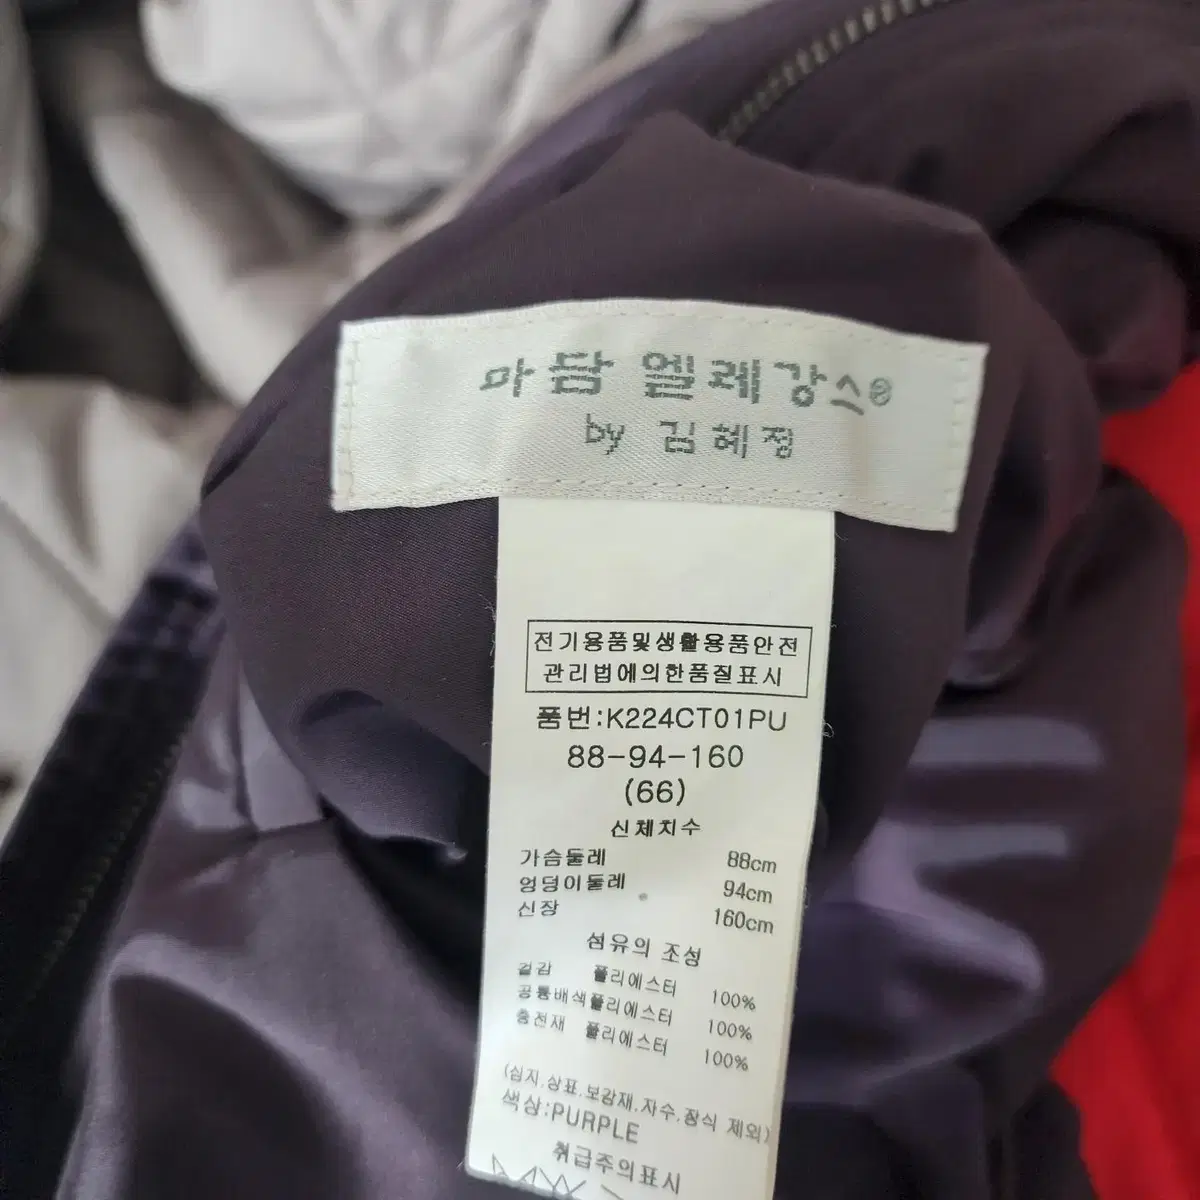 마담 엘레강스®
by 김혜정
전기용품및생활용품안전
관리법에의한품질표시
품번:K224CT01PU
88-94-160
(66)
신체치수
가슴둘레 88cm
엉덩이둘레 94cm
신장 160cm
섬유의 조성
겉감 폴리에스터 100%
공통배색폴리에스터 100%
충전재 폴리에스터 100%
(심지.상표.보강재.자수.장식 제외)
색상:PURPLE
취급주의표시